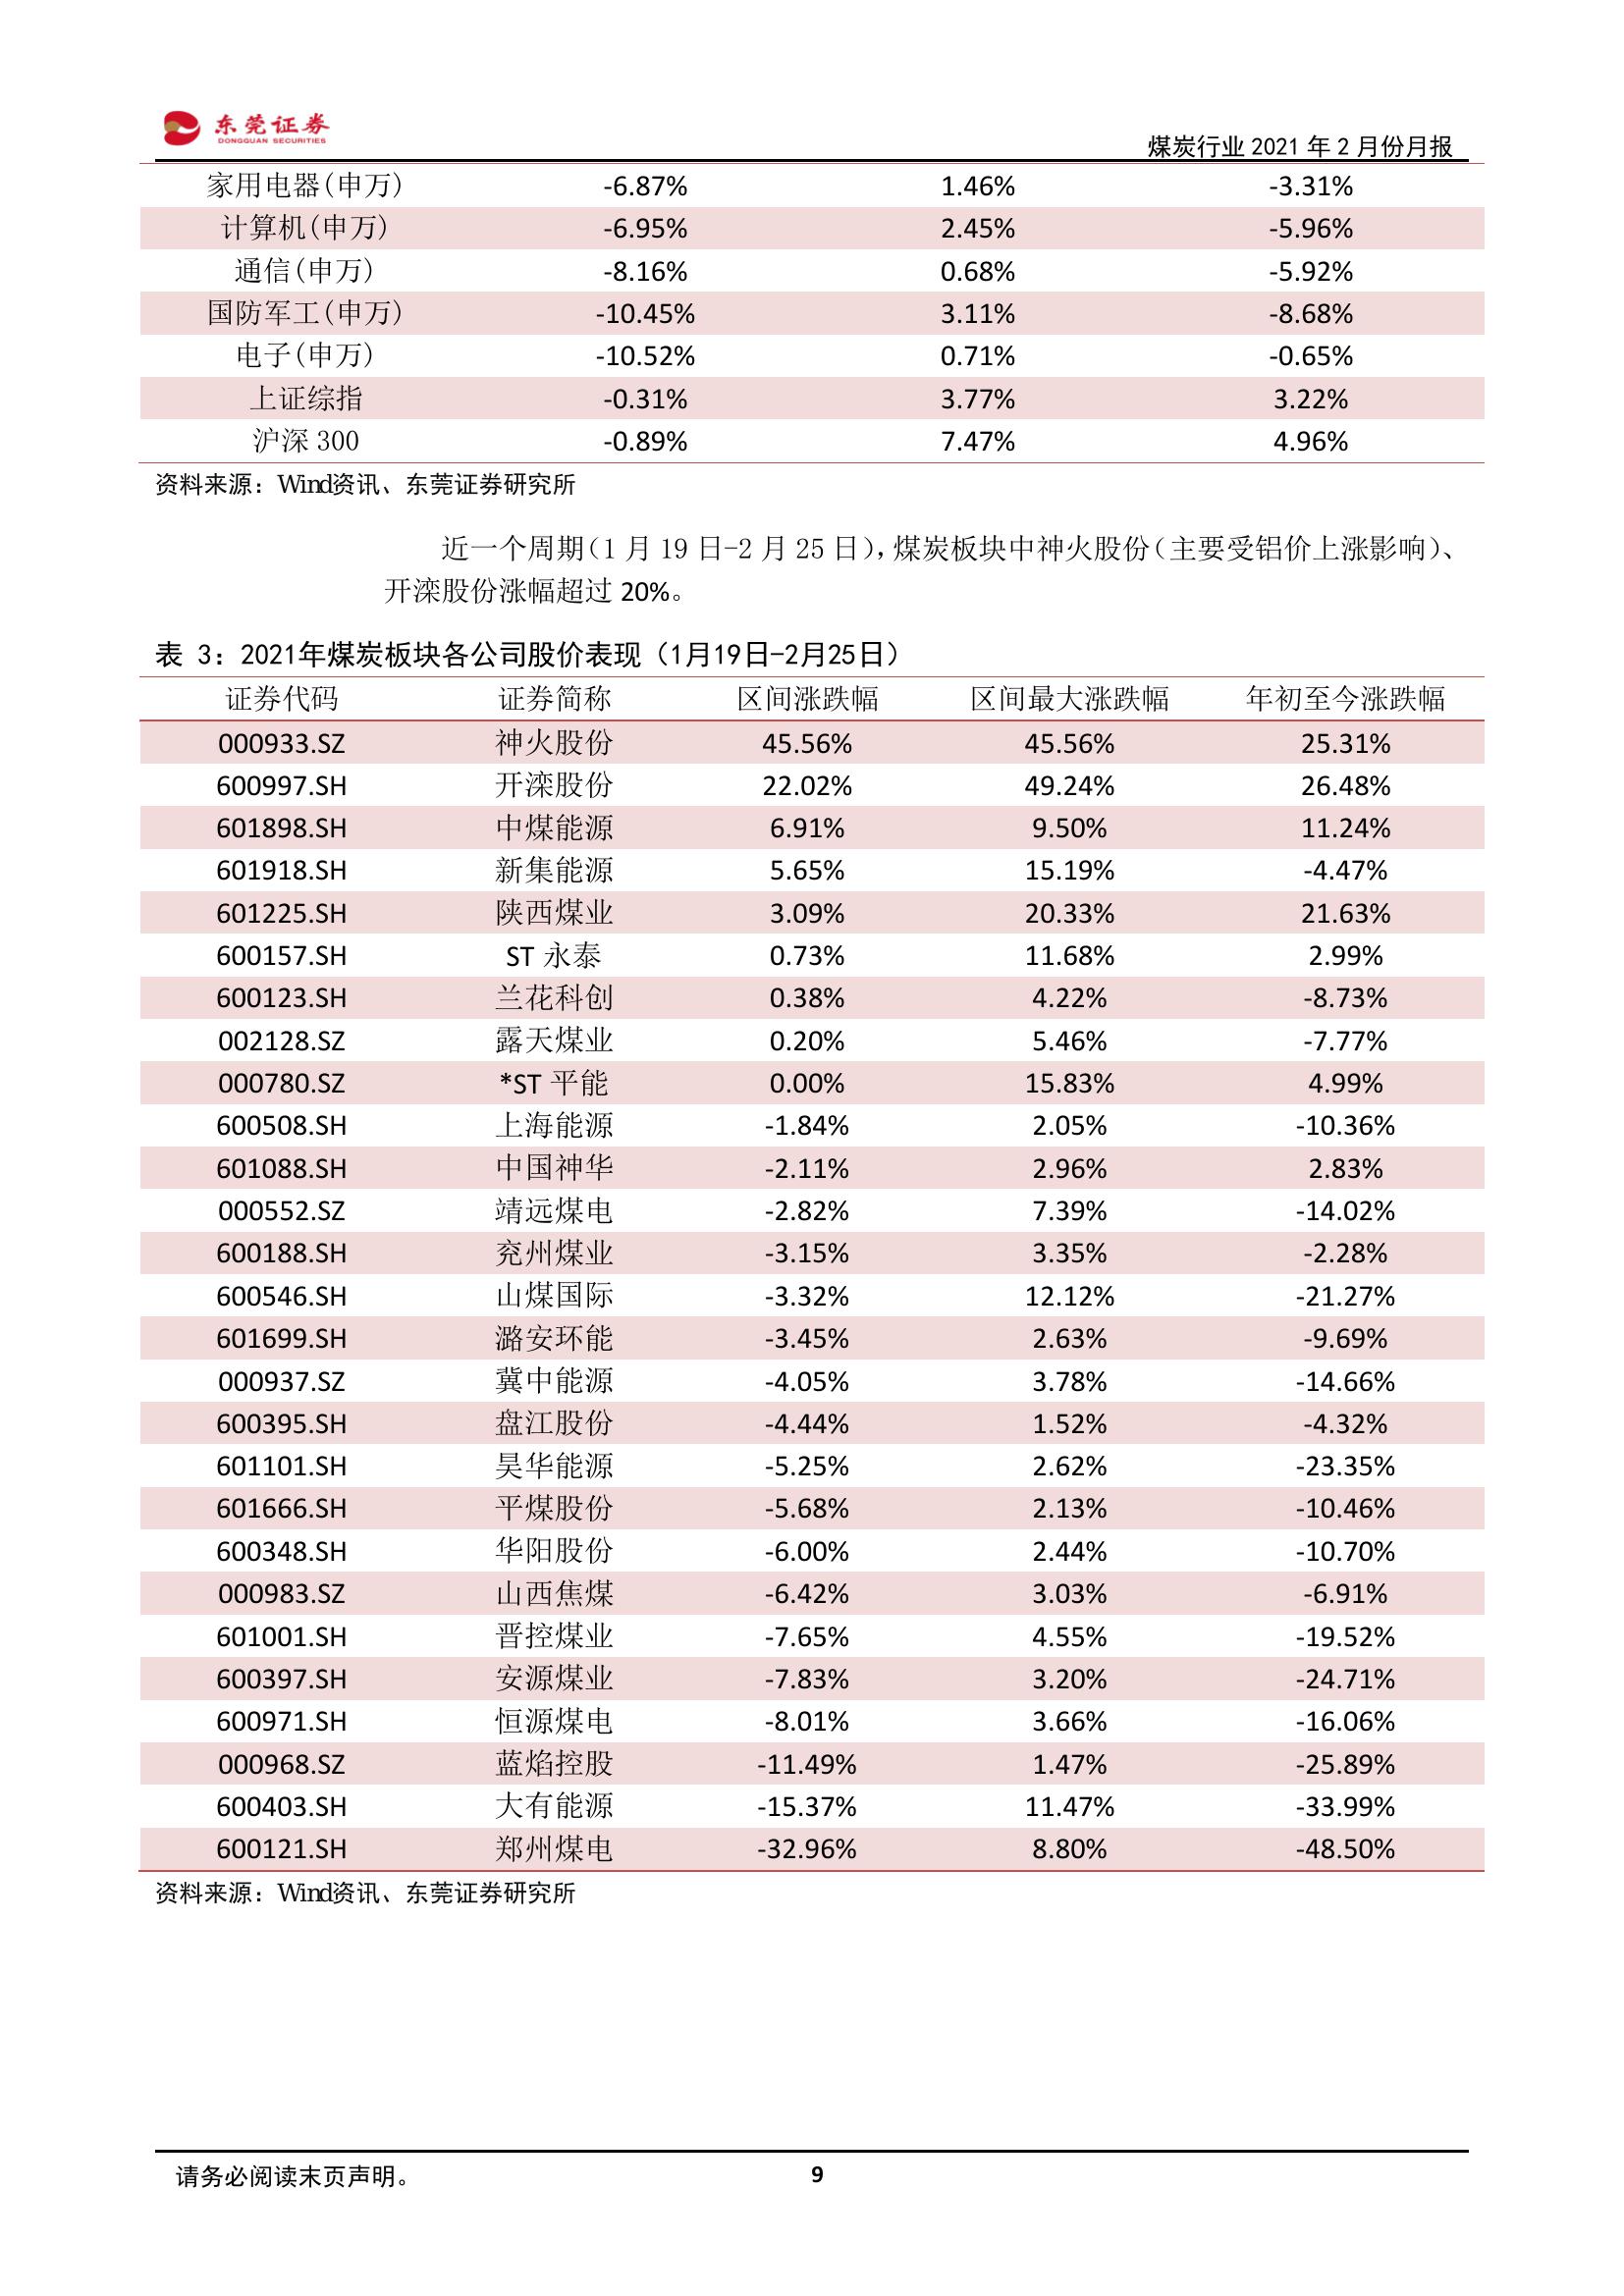 东莞证券
DONGGUAN SECURITIES
煤炭行业 2021 年 2 月份月报
家用电器(申万) -6.87% 1.46% -3.31%
计算机(申万) -6.95% 2.45% -5.96%
通信(申万) -8.16% 0.68% -5.92%
国防军工(申万) -10.45% 3.11% -8.68%
电子(申万) -10.52% 0.71% -0.65%
上证综指 -0.31% 3.77% 3.22%
沪深 300 -0.89% 7.47% 4.96%
资料来源：Wind资讯、东莞证券研究所
近一个周期(1 月 19 日-2 月 25 日)，煤炭板块中神火股份(主要受铝价上涨影响)、
开滦股份涨幅超过 20%。
表 3：2021年煤炭板块各公司股价表现（1月19日-2月25日）
证券代码 证券简称 区间涨跌幅 区间最大涨跌幅 年初至今涨跌幅
000933.SZ 神火股份 45.56% 45.56% 25.31%
600997.SH 开滦股份 22.02% 49.24% 26.48%
601898.SH 中煤能源 6.91% 9.50% 11.24%
601918.SH 新集能源 5.65% 15.19% -4.47%
601225.SH 陕西煤业 3.09% 20.33% 21.63%
600157.SH ST 永泰 0.73% 11.68% 2.99%
600123.SH 兰花科创 0.38% 4.22% -8.73%
002128.SZ 露天煤业 0.20% 5.46% -7.77%
000780.SZ *ST 平能 0.00% 15.83% 4.99%
600508.SH 上海能源 -1.84% 2.05% -10.36%
601088.SH 中国神华 -2.11% 2.96% 2.83%
000552.SZ 靖远煤电 -2.82% 7.39% -14.02%
600188.SH 兖州煤业 -3.15% 3.35% -2.28%
600546.SH 山煤国际 -3.32% 12.12% -21.27%
601699.SH 潞安环能 -3.45% 2.63% -9.69%
000937.SZ 冀中能源 -4.05% 3.78% -14.66%
600395.SH 盘江股份 -4.44% 1.52% -4.32%
601101.SH 昊华能源 -5.25% 2.62% -23.35%
601666.SH 平煤股份 -5.68% 2.13% -10.46%
600348.SH 华阳股份 -6.00% 2.44% -10.70%
000983.SZ 山西焦煤 -6.42% 3.03% -6.91%
601001.SH 晋控煤业 -7.65% 4.55% -19.52%
600397.SH 安源煤业 -7.83% 3.20% -24.71%
600971.SH 恒源煤电 -8.01% 3.66% -16.06%
000968.SZ 蓝焰控股 -11.49% 1.47% -25.89%
600403.SH 大有能源 -15.37% 11.47% -33.99%
600121.SH 郑州煤电 -32.96% 8.80% -48.50%
资料来源：Wind资讯、东莞证券研究所
请务必阅读末页声明。 9